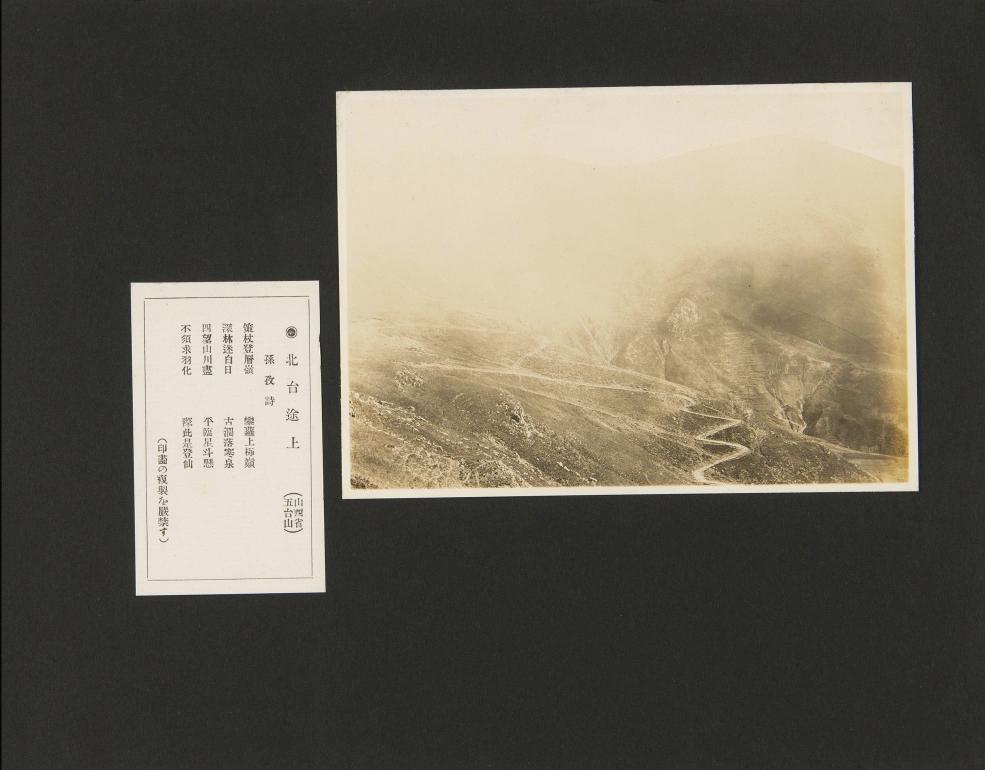 ◉北台途上
(山西省
五台山)
孫孜詩
策杖登層嶺 攀蘿上極巓
深林迷白日 古澗落寒泉
四望山川盡 平臨星斗懸
不須求羽化 際此是登仙
(印畫の複製を嚴禁す)